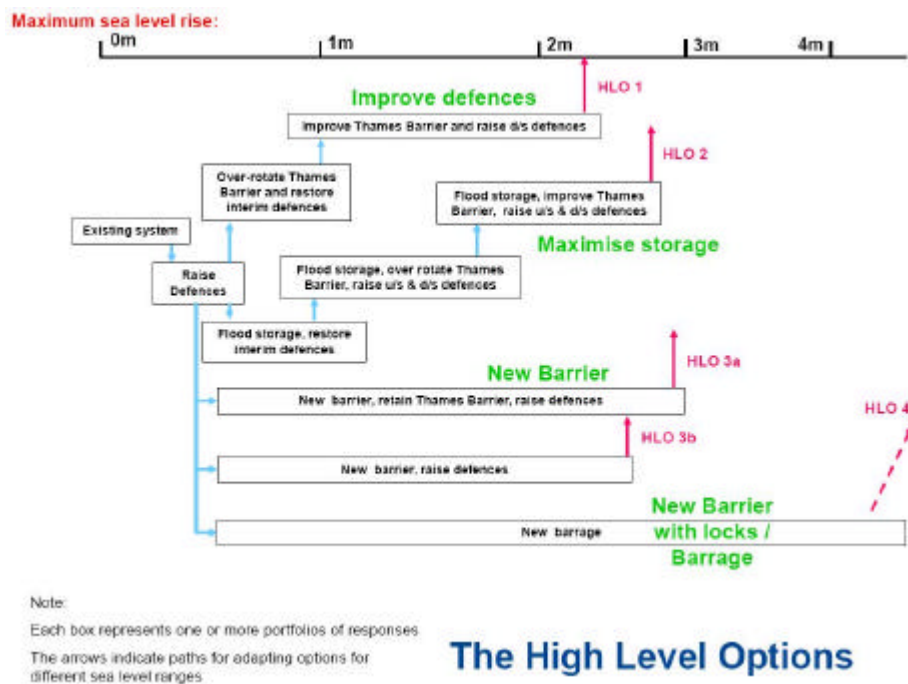 Maximum sea level rise:
0m
1m
2m
3m
4m
HLO 1
Improve defences
Improve Thames Barrier and raise d/s defences
HLO 2
Over-rotate Thames
Barrier and restore
interim defences
Flood storage, improve Thames
Barrier, raise u/s & d/s defences
Existing system
Maximise storage
Raise
Defences
Flood storage, over rotate Thames
Barrier, raise u/s & d/s defences
Flood storage, restore
interim defences
HLO 3a
New Barrier
New barrier, retain Thames Barrier, raise defences
HLO 4
HLO 3b
New barrier, raise defences
New Barrier
with locks /
Barrage
New barrage
Note:
Each box represents one or more portfolios of responses
The arrows indicate paths for adapting options for
different sea level ranges
The High Level Options